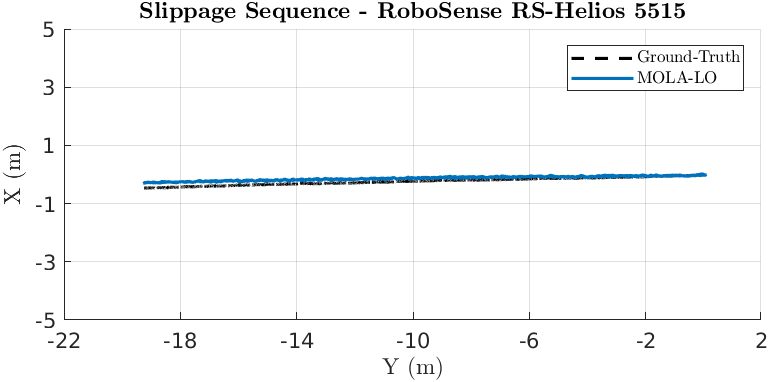 Slippage Sequence - RoboSense RS-Helios 5515
Ground-Truth
MOLA-LO
5
3
1
-1
-3
-5
X (m)
-22 -18 -14 -10 -6 -2 2
Y (m)